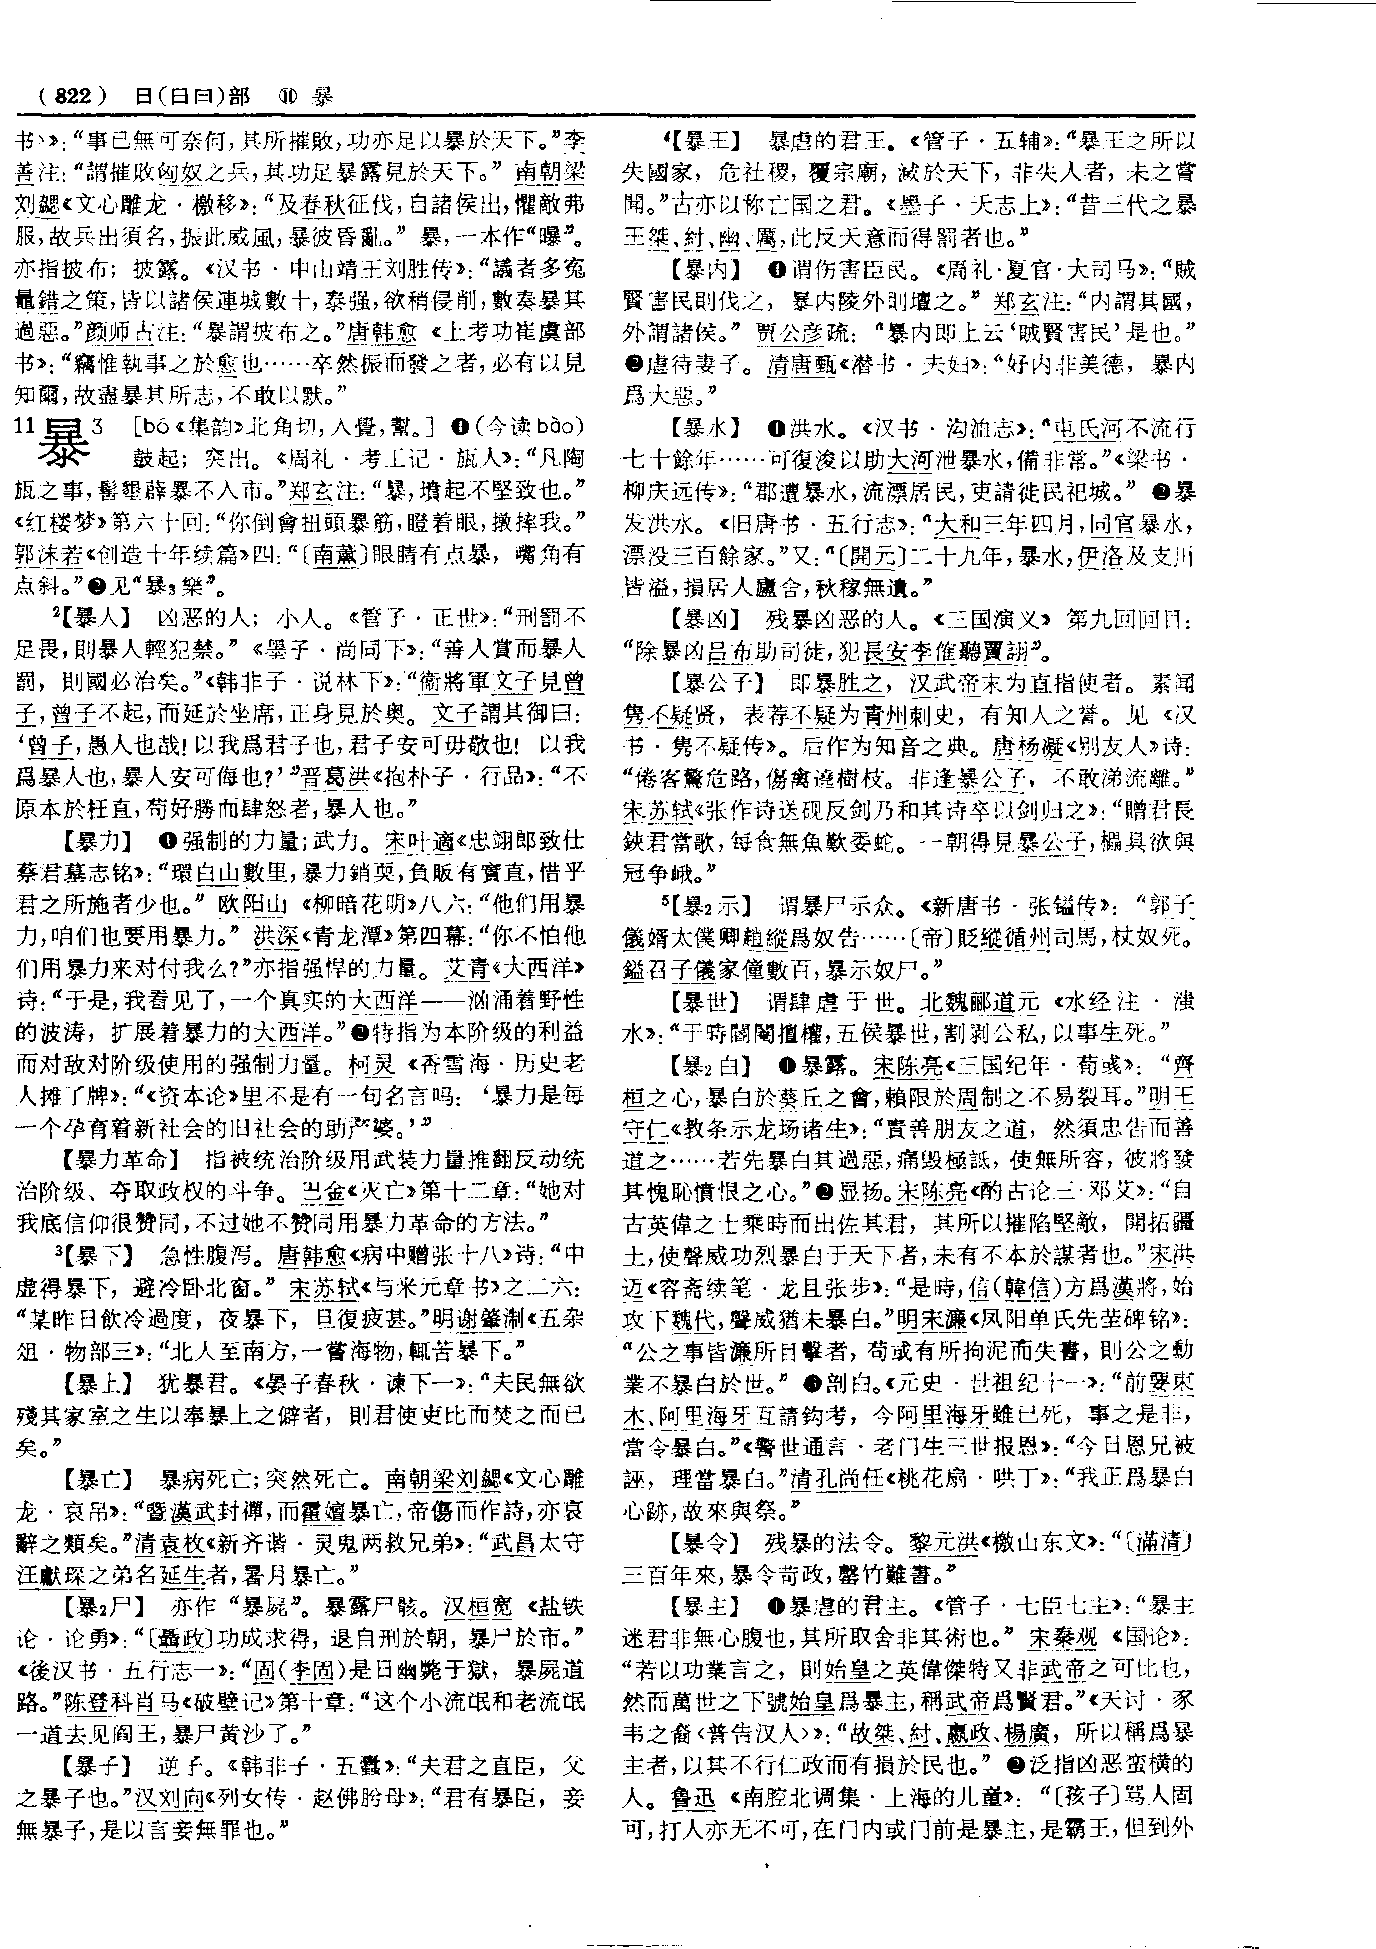 (822) 日(曰冃)部 ⑪ 暴
书〉》:“事已無可奈何,其所摧敗,功亦足以暴於天下。”李
善注:“謂摧敗匈奴之兵,其功足暴露見於天下。” 南朝梁
刘勰《文心雕龙·檄移》:“及春秋征伐,自諸侯出,懼敵弗
服,故兵出須名,振此威風,暴彼昏亂。” 暴,一本作“曝”。
亦指披布;披露。《汉书·中山靖王刘胜传》:“議者多冤
鼂錯之策,皆以諸侯連城數十,泰强,欲稍侵削,數奏暴其
過惡。”颜师古注:“暴謂披布之。”唐韩愈《上考功崔虞部
书》:“竊惟執事之於愈也……卒然振而發之者,必有以見
知爾,故盡暴其所志,不敢以默。”
11暴3 [bó《集韵》北角切,入覺,幫。] ❶(今读bào)
鼓起;突出。《周礼·考工记·瓬人》:“凡陶
瓬之事,髻墾薜暴不入市。”郑玄注:“暴,墳起不堅致也。”
《红楼梦》第六十回:“你倒會扭頭暴筋,瞪着眼,撴摔我。”
郭沫若《创造十年续篇》四:“〔南薰〕眼睛有点暴,嘴角有
点斜。”❷见“暴3樂”。
2【暴人】 凶恶的人;小人。《管子·正世》:“刑罰不
足畏,則暴人輕犯禁。”《墨子·尚同下》:“善人賞而暴人
罰,則國必治矣。”《韩非子·说林下》:“衞將軍文子見曾
子,曾子不起,而延於坐席,正身見於奥。文子謂其御曰:
‘曾子,愚人也哉!以我爲君子也,君子安可毋敬也!以我
爲暴人也,暴人安可侮也?’”晋葛洪《抱朴子·行品》:“不
原本於枉直,苟好勝而肆怒者,暴人也。”
【暴力】 ❶强制的力量;武力。宋叶適《忠翊郎致仕
蔡君墓志铭》:“環白山數里,暴力銷耎,負販有實直,惜乎
君之所施者少也。” 欧阳山《柳暗花明》八六:“他们用暴
力,咱们也要用暴力。” 洪深《青龙潭》第四幕:“你不怕他
们用暴力来对付我么?”亦指强悍的力量。艾青《大西洋》
诗:“于是,我看见了,一个真实的大西洋——汹涌着野性
的波涛,扩展着暴力的大西洋。”❷特指为本阶级的利益
而对敌对阶级使用的强制力量。柯灵《香雪海·历史老
人摊了牌》:“《资本论》里不是有一句名言吗:‘暴力是每
一个孕育着新社会的旧社会的助产婆。’”
【暴力革命】 指被统治阶级用武装力量推翻反动统
治阶级、夺取政权的斗争。巴金《灭亡》第十二章:“她对
我底信仰很赞同,不过她不赞同用暴力革命的方法。”
3【暴下】 急性腹泻。唐韩愈《病中赠张十八》诗:“中
虚得暴下,避冷卧北窗。” 宋苏轼《与米元章书》之二六:
“某昨日飲冷過度,夜暴下,旦復疲甚。”明谢肇淛《五杂
俎·物部三》:“北人至南方,一嘗海物,輒苦暴下。”
【暴上】 犹暴君。《晏子春秋·谏下一》:“夫民無欲
殘其家室之生以奉暴上之僻者,則君使吏比而焚之而已
矣。”
【暴亡】 暴病死亡;突然死亡。南朝梁刘勰《文心雕
龙·哀吊》:“暨漢武封禪,而霍嬗暴亡,帝傷而作詩,亦哀
辭之類矣。”清袁枚《新齐谐·灵鬼两救兄弟》:“武昌太守
汪獻琛之弟名延生者,暑月暴亡。”
【暴2尸】 亦作“暴屍”。暴露尸骸。汉桓宽《盐铁
论·论勇》:“〔聶政〕功成求得,退自刑於朝,暴尸於市。”
《後汉书·五行志一》:“固(李固)是日幽斃于獄,暴屍道
路。”陈登科肖马《破壁记》第十章:“这个小流氓和老流氓
一道去见阎王,暴尸黄沙了。”
【暴子】 逆子。《韩非子·五蠹》:“夫君之直臣,父
之暴子也。”汉刘向《列女传·赵佛肸母》:“君有暴臣,妾
無暴子,是以言妾無罪也。”
4【暴王】 暴虐的君王。《管子·五辅》:“暴王之所以
失國家,危社稷,覆宗廟,滅於天下,非失人者,未之嘗
聞。”古亦以称亡国之君。《墨子·天志上》:“昔三代之暴
王桀、紂、幽、厲,此反天意而得罰者也。”
【暴内】 ❶谓伤害臣民。《周礼·夏官·大司马》:“賊
賢害民則伐之,暴内陵外則壇之。” 郑玄注:“内謂其國,
外謂諸侯。” 贾公彦疏:“暴内即上云‘賊賢害民’是也。”
❷虐待妻子。清唐甄《潜书·夫妇》:“好内非美德,暴内
爲大惡。”
【暴水】 ❶洪水。《汉书·沟洫志》:“屯氏河不流行
七十餘年……可復浚以助大河泄暴水,備非常。”《梁书·
柳庆远传》:“郡遭暴水,流漂居民,吏請徙民祀城。” ❷暴
发洪水。《旧唐书·五行志》:“大和三年四月,同官暴水,
漂没三百餘家。”又:“〔開元〕二十九年,暴水,伊洛及支川
皆溢,損居人廬舍,秋稼無遺。”
【暴凶】 残暴凶恶的人。《三国演义》第九回回目:
“除暴凶吕布助司徒,犯長安李傕聽賈詡”。
【暴公子】 即暴胜之,汉武帝末为直指使者。素闻
隽不疑贤,表荐不疑为青州刺史,有知人之誉。见《汉
书·隽不疑传》。后作为知音之典。唐杨凝《别友人》诗:
“倦客驚危路,傷禽遶樹枝。非逢暴公子,不敢涕流離。”
宋苏轼《张作诗送砚反剑乃和其诗卒以剑归之》:“贈君長
鋏君當歌,每食無魚歎委蛇。一朝得見暴公子,櫑具欲與
冠争峨。”
5【暴2示】 谓暴尸示众。《新唐书·张镒传》:“郭子
儀婿太僕卿趙縱爲奴告……〔帝〕貶縱循州司馬,杖奴死。
鎰召子儀家僮數百,暴示奴尸。”
【暴世】 谓肆虐于世。北魏郦道元《水经注·滍
水》:“于時閹閹擅權,五侯暴世,割剥公私,以事生死。”
【暴2白】 ❶暴露。宋陈亮《三国纪年·荀彧》:“齊
桓之心,暴白於葵丘之會,賴限於周制之不易裂耳。”明王
守仁《教条示龙场诸生》:“責善朋友之道,然須忠告而善
道之……若先暴白其過惡,痛毁極詆,使無所容,彼將發
其愧恥憤恨之心。”❷显扬。宋陈亮《酌古论三·邓艾》:“自
古英偉之士乘時而出佐其君,其所以摧陷堅敵,開拓疆
土,使聲威功烈暴白于天下者,未有不本於謀者也。”宋洪
迈《容斋续笔·龙且张步》:“是時,信(韓信)方爲漢將,始
攻下魏代,聲威猶未暴白。”明宋濂《凤阳单氏先茔碑铭》:
“公之事皆濂所目擊者,苟或有所拘泥而失書,則公之勳
業不暴白於世。” ❸剖白。《元史·世祖纪十一》:“前婴柬
木、阿里海牙互請鈎考,今阿里海牙雖已死,事之是非,
當令暴白。”《警世通言·老门生三世报恩》:“今日恩兄被
誣,理當暴白。”清孔尚任《桃花扇·哄丁》:“我正爲暴白
心跡,故來與祭。”
【暴令】 残暴的法令。黎元洪《檄山东文》:“〔滿清〕
三百年來,暴令苛政,罄竹難書。”
【暴主】 ❶暴虐的君主。《管子·七臣七主》:“暴主
迷君非無心腹也,其所取舍非其術也。” 宋秦观《国论》:
“若以功業言之,則始皇之英偉傑特又非武帝之可比也,
然而萬世之下號始皇爲暴主,稱武帝爲賢君。”《天讨·豕
韦之裔〈普告汉人〉》:“故桀、紂、嬴政、楊廣,所以稱爲暴
主者,以其不行仁政而有損於民也。” ❷泛指凶恶蛮横的
人。鲁迅《南腔北调集·上海的儿童》:“〔孩子〕骂人固
可,打人亦无不可,在门内或门前是暴主,是霸王,但到外